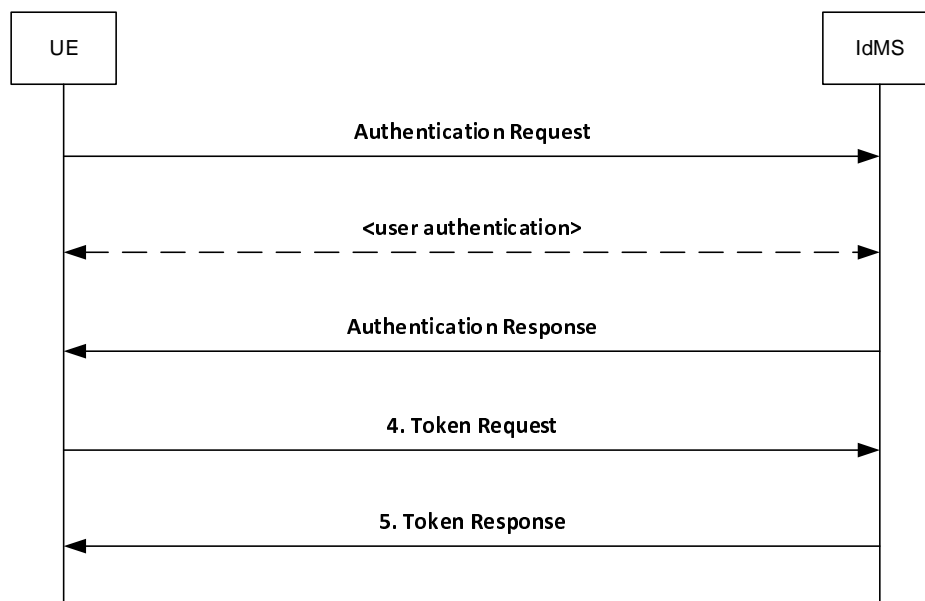 UE
IdMS
Authentication Request
<user authentication>
Authentication Response
4. Token Request
5. Token Response